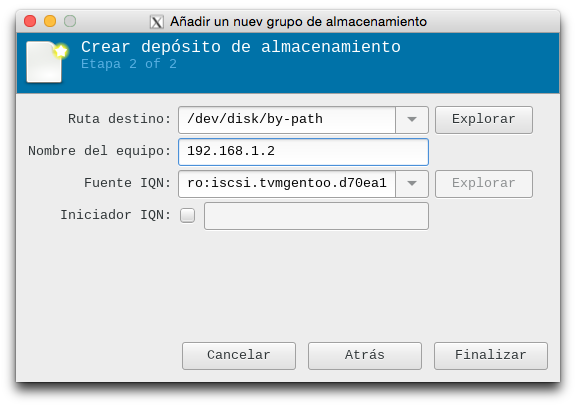 Añadir un nuev grupo de almacenamiento
Crear depósito de almacenamiento
Etapa 2 of 2
Ruta destino: /dev/disk/by-path Explorar
Nombre del equipo: 192.168.1.2
Fuente IQN: ro:iscsi.tvmgentoo.d70ea1 Explorar
Iniciador IQN:
Cancelar Atrás Finalizar